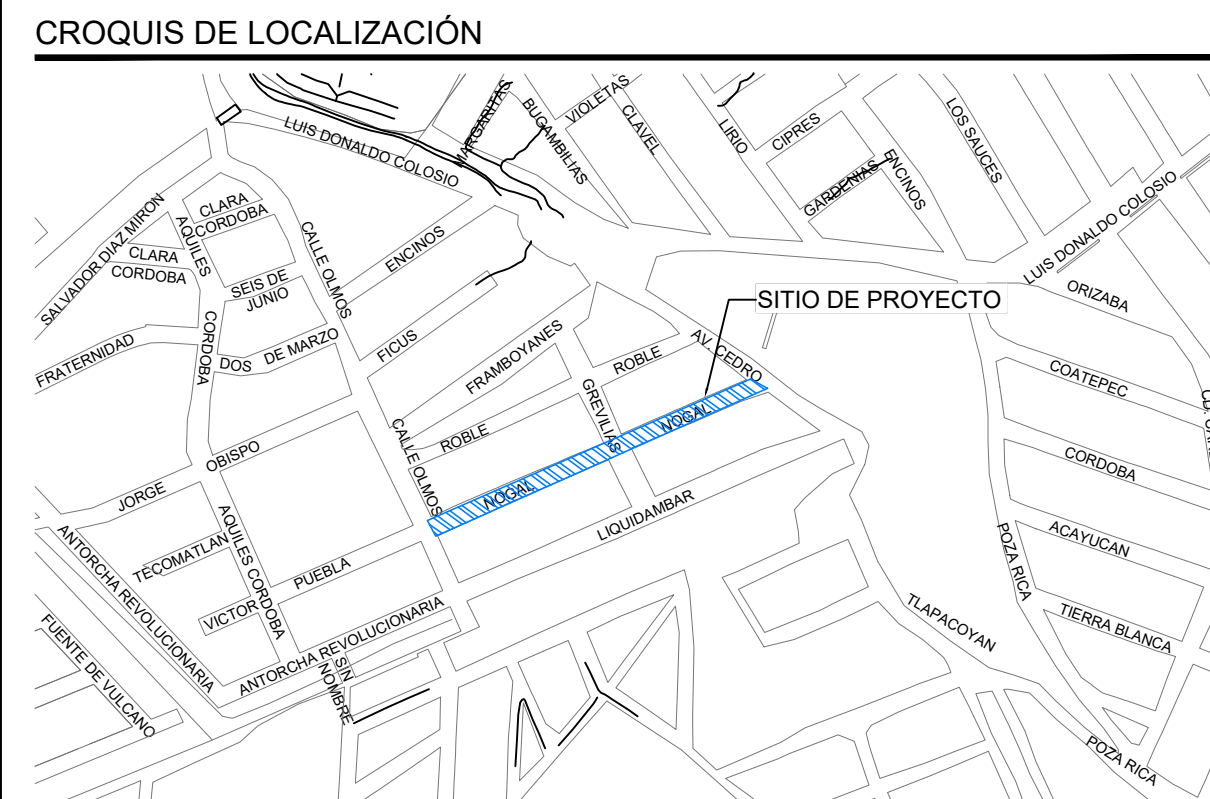 CROQUIS DE LOCALIZACIÓN
MARGARITAS
VIOLETAS
BUGAMBILIAS
CLAVEL
LIRIO
CIPRES
LOS SAUCES
LUIS DONALDO COLOSIO
GARDENIAS
ENCINOS
SALVADOR DIAZ MIRON
CLARA
CORDOBA
AQUILES
CLARA
CORDOBA
CALLE OLMOS
ENCINOS
LUIS DONALDO COLOSIO
SEIS DE
JUNIO
ORIZABA
SITIO DE PROYECTO
CORDOBA
FRATERNIDAD
DOS DE MARZO
FICUS
FRAMBOYANES
ROBLE
AV. CEDRO
COATEPEC
GREVILIAS
NOGAL
CALLE OLMOS
ROBLE
OBISPO
JORGE
NOGAL
CORDOBA
LIQUIDAMBAR
ACAYUCAN
POZA RICA
AQUILES CORDOBA
TECOMATLAN
ANTORCHA REVOLUCIONARIA
PUEBLA
VICTOR
TLAPACOYAN
TIERRA BLANCA
ANTORCHA REVOLUCIONARIA
FUENTE DE VULCANO
SIN
NOMBRE
POZA RICA